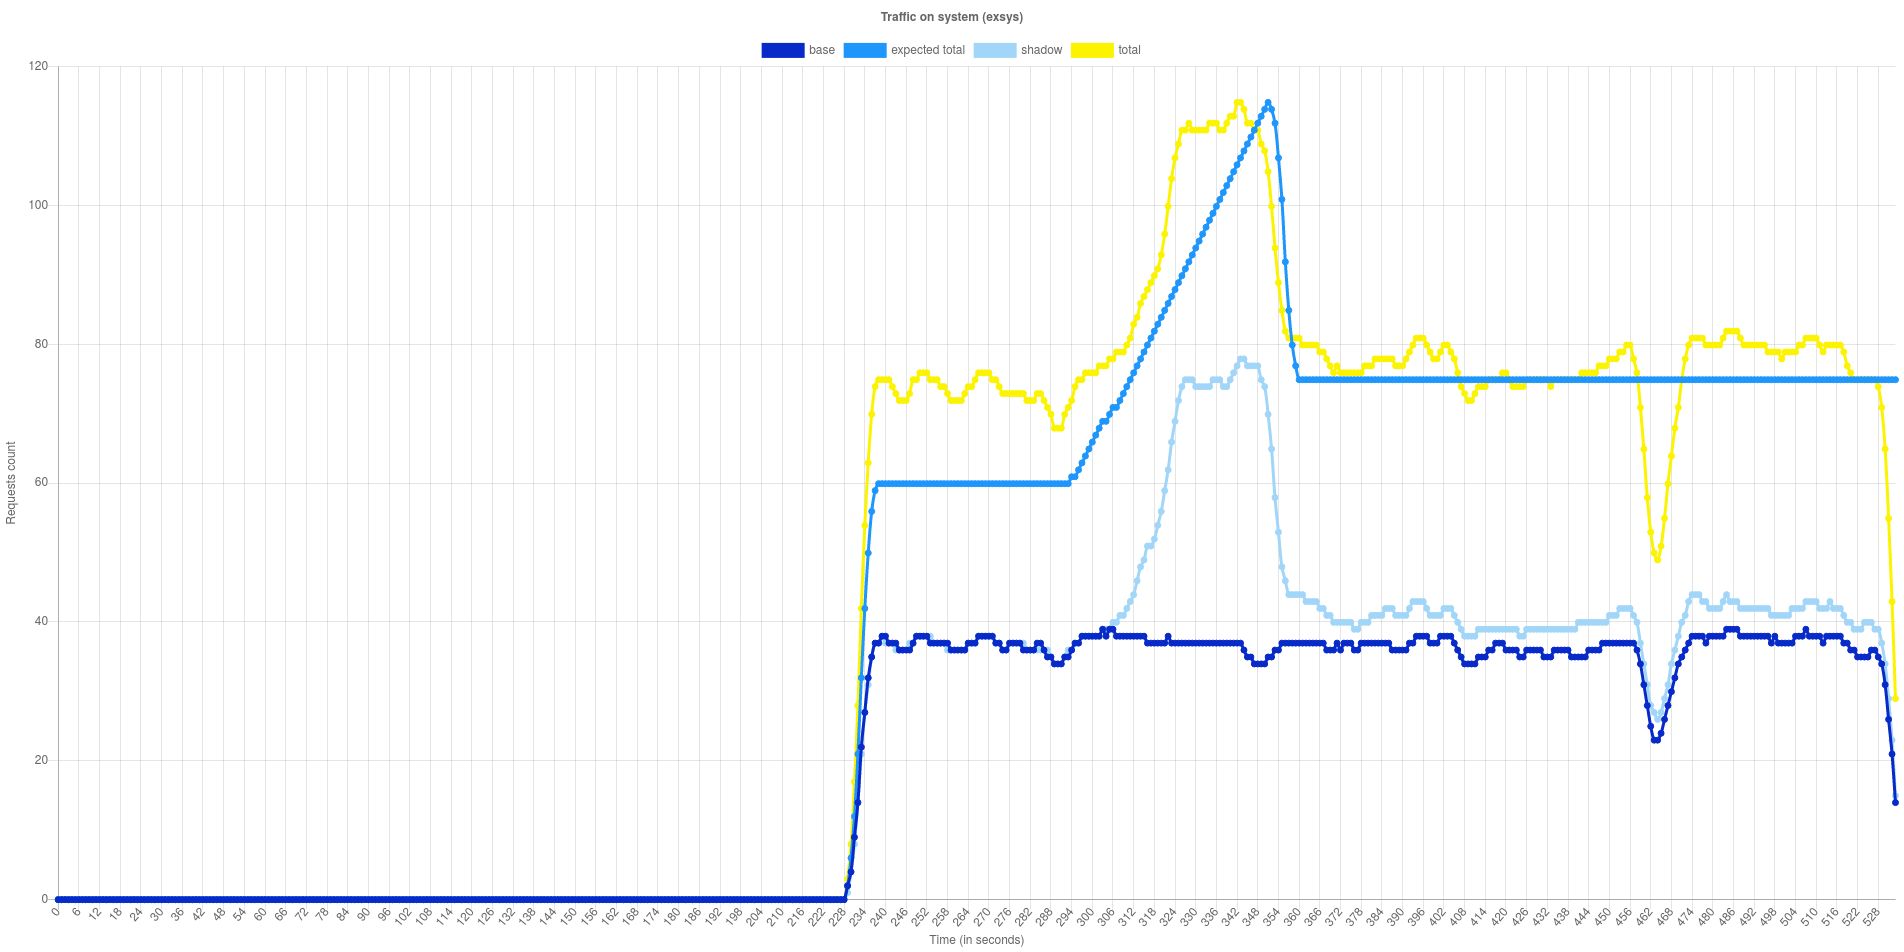 Traffic on system (exsys)
base expected total shadow total
120
100
80
60
40
20
0
Requests count
0 6 12 18 24 30 36 42 48 54 60 66 72 78 84 90 96 102 108 114 120 126 132 138 144 150 156 162 168 174 180 186 192 198 204 210 216 222 228 234 240 246 252 258 264 270 276 282 288 294 300 306 312 318 324 330 336 342 348 354 360 366 372 378 384 390 396 402 408 414 420 426 432 438 444 450 456 462 468 474 480 486 492 498 504 510 516 522 528
Time (in seconds)